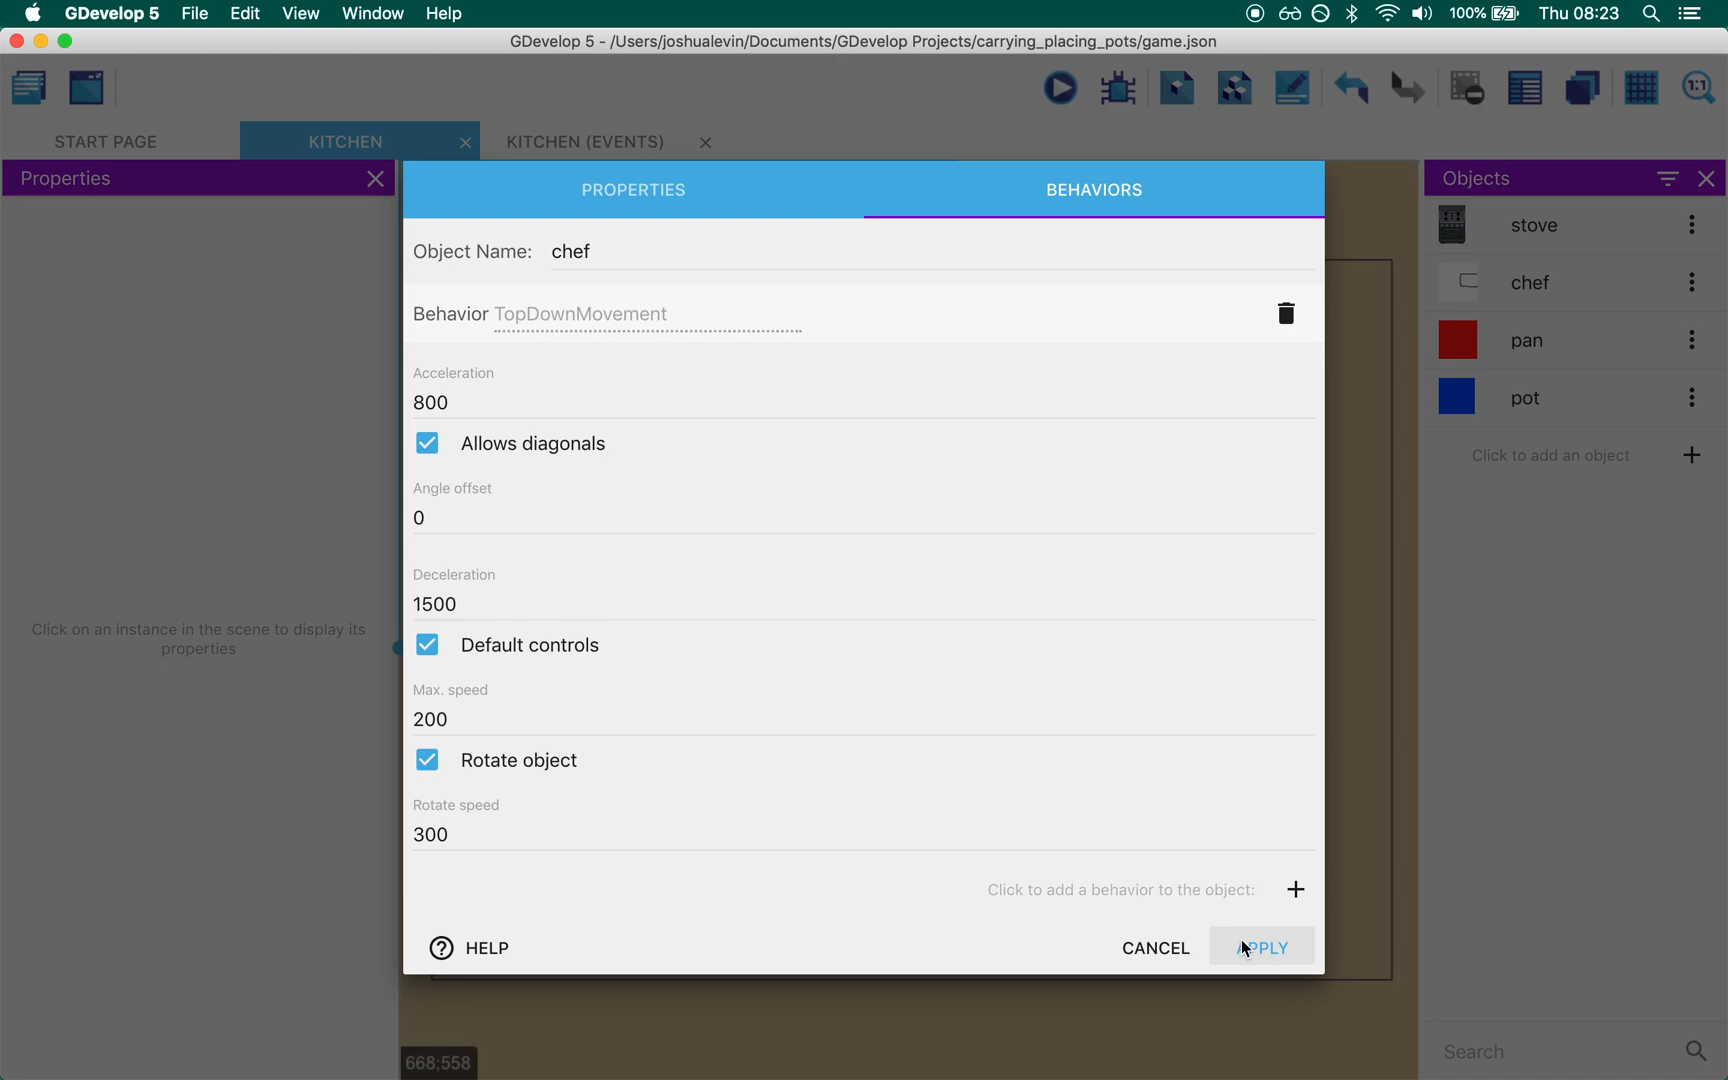 GDevelop 5 File Edit View Window Help 100% Thu 08:23
GDevelop 5 - /Users/joshualevin/Documents/GDevelop Projects/carrying_placing_pots/game.json
1:1
START PAGE KITCHEN KITCHEN (EVENTS)
Properties
Click on an instance in the scene to display its
properties
PROPERTIES BEHAVIORS
Object Name: chef
Behavior TopDownMovement
Acceleration
800
Allows diagonals
Angle offset
0
Deceleration
1500
Default controls
Max. speed
200
Rotate object
Rotate speed
300
Click to add a behavior to the object:
HELP CANCEL APPLY
668;558
Objects
stove
chef
pan
pot
Click to add an object
Search